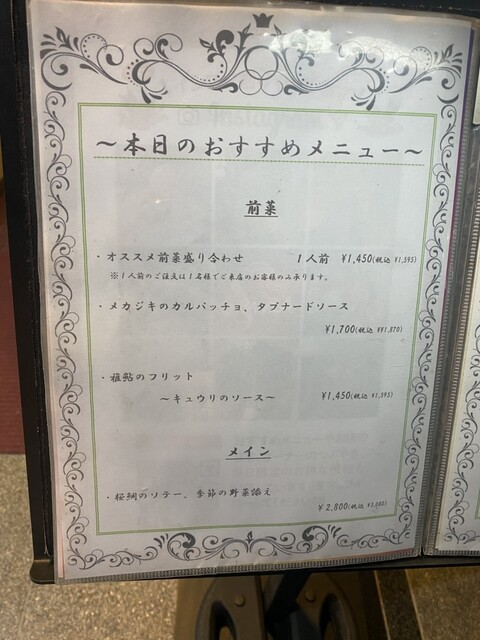 ～本日のおすすめメニュー～
前菜
・オススメ前菜盛り合わせ 1人前 ¥1,450(税込 ¥1,595)
※1人前のご注文は1名様でご来店のお客様のみ承ります。
・メカジキのカルパッチョ、タプナードソース
¥1,700(税込 ¥1,870)
・稚鮎のフリット
～キュウリのソース～ ¥1,450(税込 ¥1,595)
メイン
・桜鯛のソテー、季節の野菜添え
¥2,800(税込 ¥3,080)